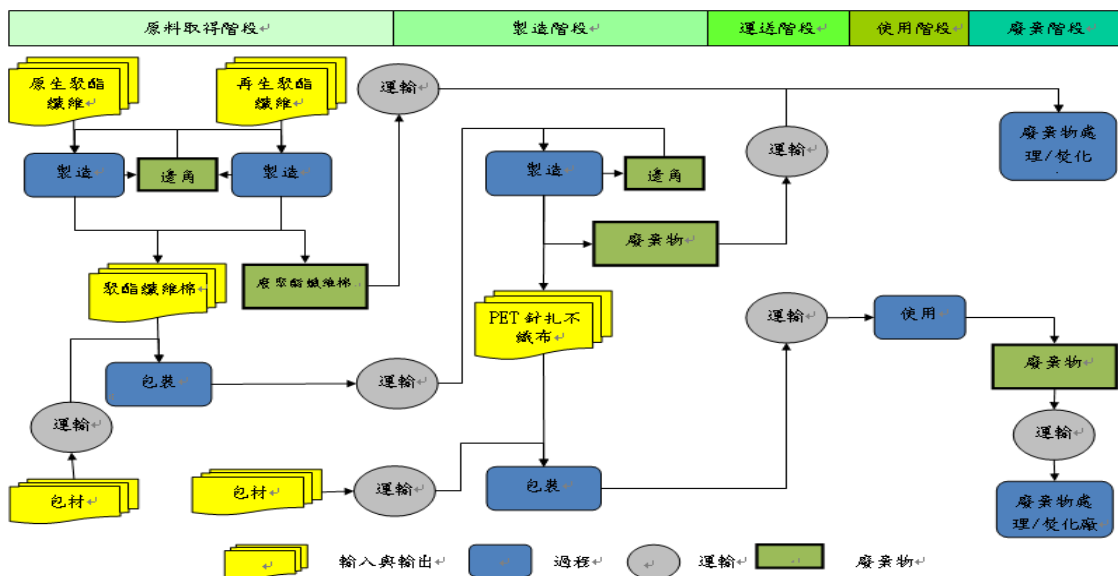 原料取得階段
製造階段
運送階段
使用階段
廢棄階段
原生聚酯
纖維
再生聚酯
纖維
運輸
製造
邊角
製造
聚酯纖維棉
廢聚酯纖維棉
包裝
運輸
包材
運輸
製造
邊角
廢棄物
運輸
廢棄物處
理/焚化
PET 針扎不
織布
包材
運輸
包裝
運輸
使用
廢棄物
運輸
廢棄物處
理/焚化廠
輸入與輸出
過程
運輸
廢棄物